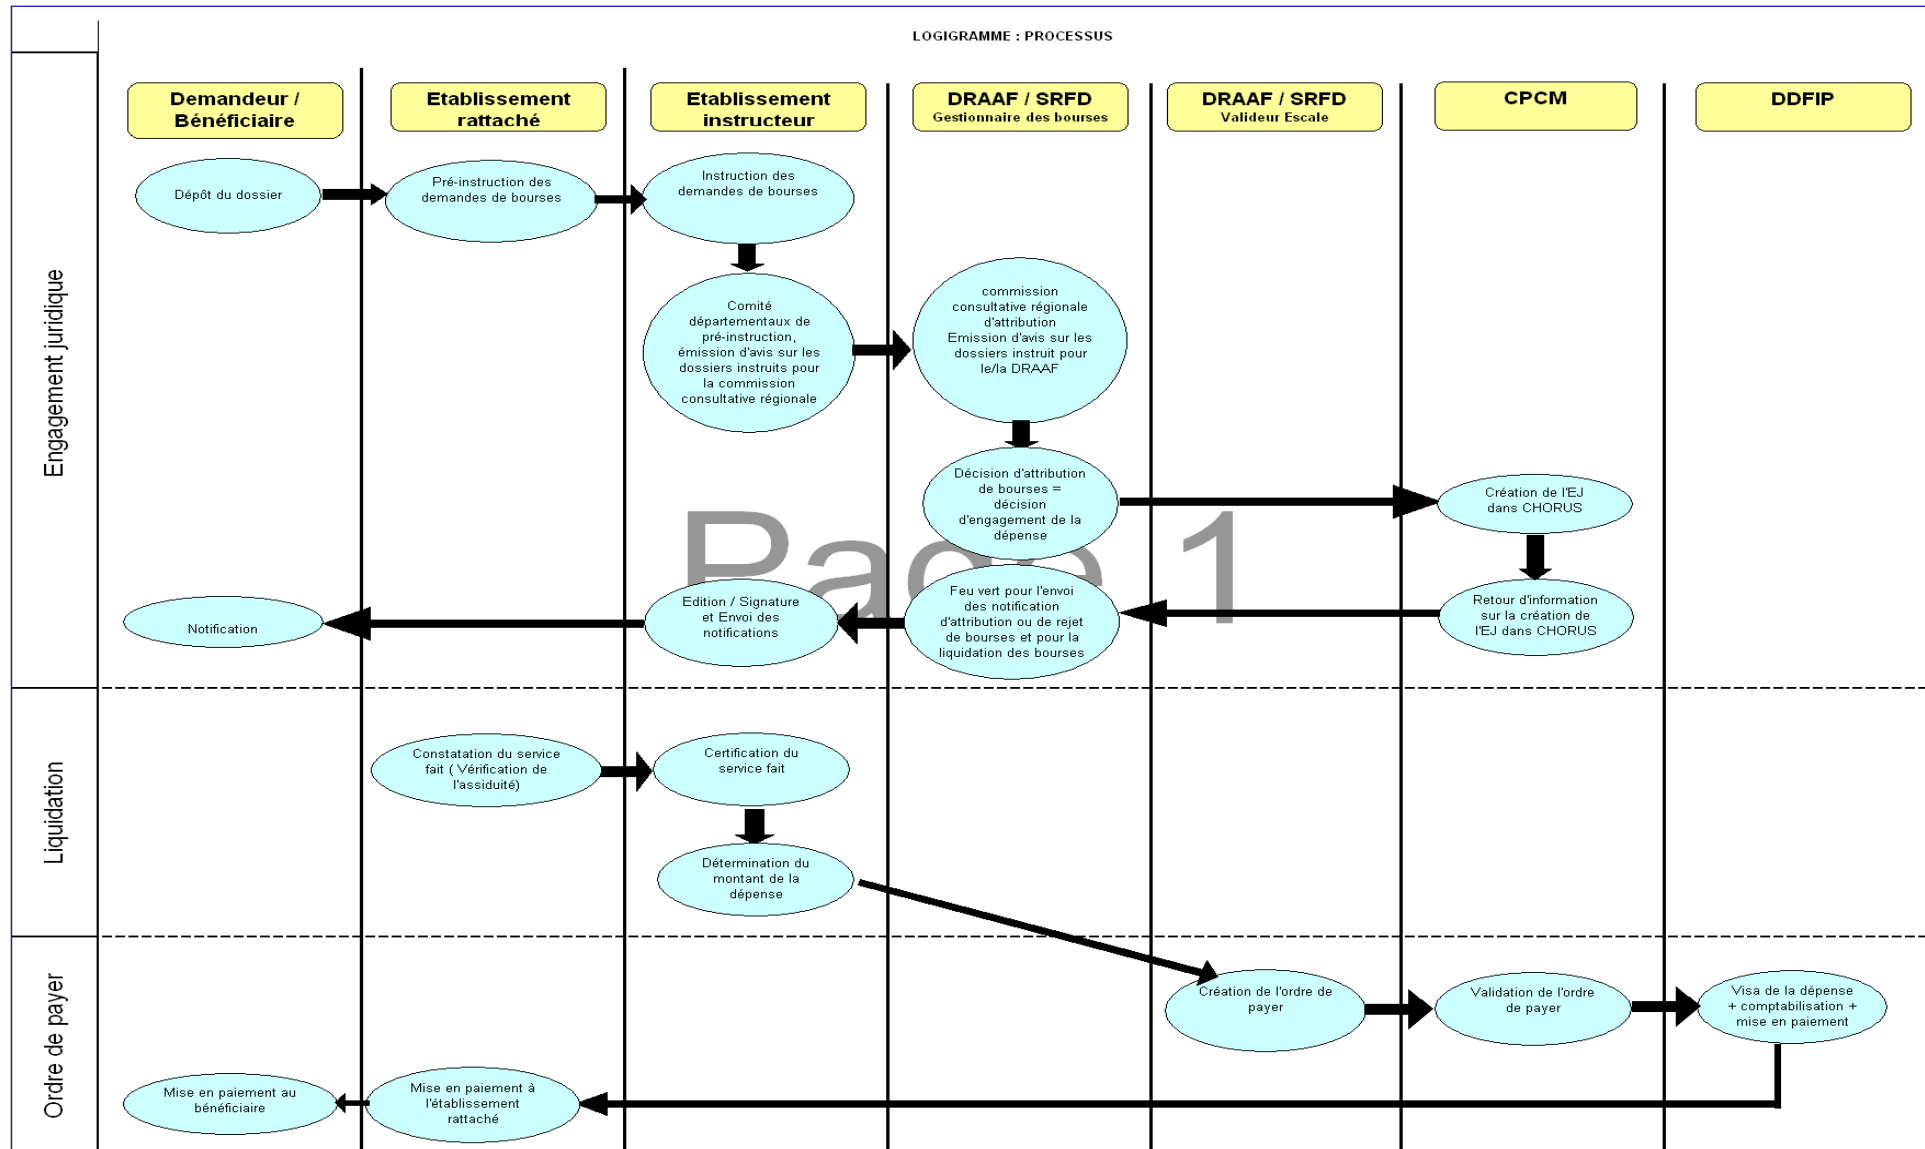 LOGIGRAMME : PROCESSUS
Demandeur /
Bénéficiaire
Etablissement
rattaché
Etablissement
instructeur
DRAAF / SRFD
Gestionnaire des bourses
DRAAF / SRFD
Valideur Escale
CPCM
DDFIP
Engagement juridique
Dépôt du dossier
Pré-instruction des
demandes de bourses
Instruction des
demandes de bourses
Comité
départementaux de
pré-instruction,
émission d'avis sur les
dossiers instruits pour
la commission
consultative régionale
commission
consultative régionale
d'attribution
Emission d'avis sur les
dossiers instruit pour
le/la DRAAF
Décision d'attribution
de bourses =
décision
d'engagement de la
dépense
Création de l'EJ
dans CHORUS
Page 1
Retour d'information
sur la création de
l'EJ dans CHORUS
Feu vert pour l'envoi
des notification
d'attribution ou de rejet
de bourses et pour la
liquidation des bourses
Edition / Signature
et Envoi des
notifications
Notification
Liquidation
Constatation du service
fait ( Vérification de
l'assiduité)
Certification du
service fait
Détermination du
montant de la
dépense
Ordre de payer
Création de l'ordre de
payer
Validation de l'ordre
de payer
Visa de la dépense
+ comptabilisation +
mise en paiement
Mise en paiement à
l'établissement
rattaché
Mise en paiement au
bénéficiaire